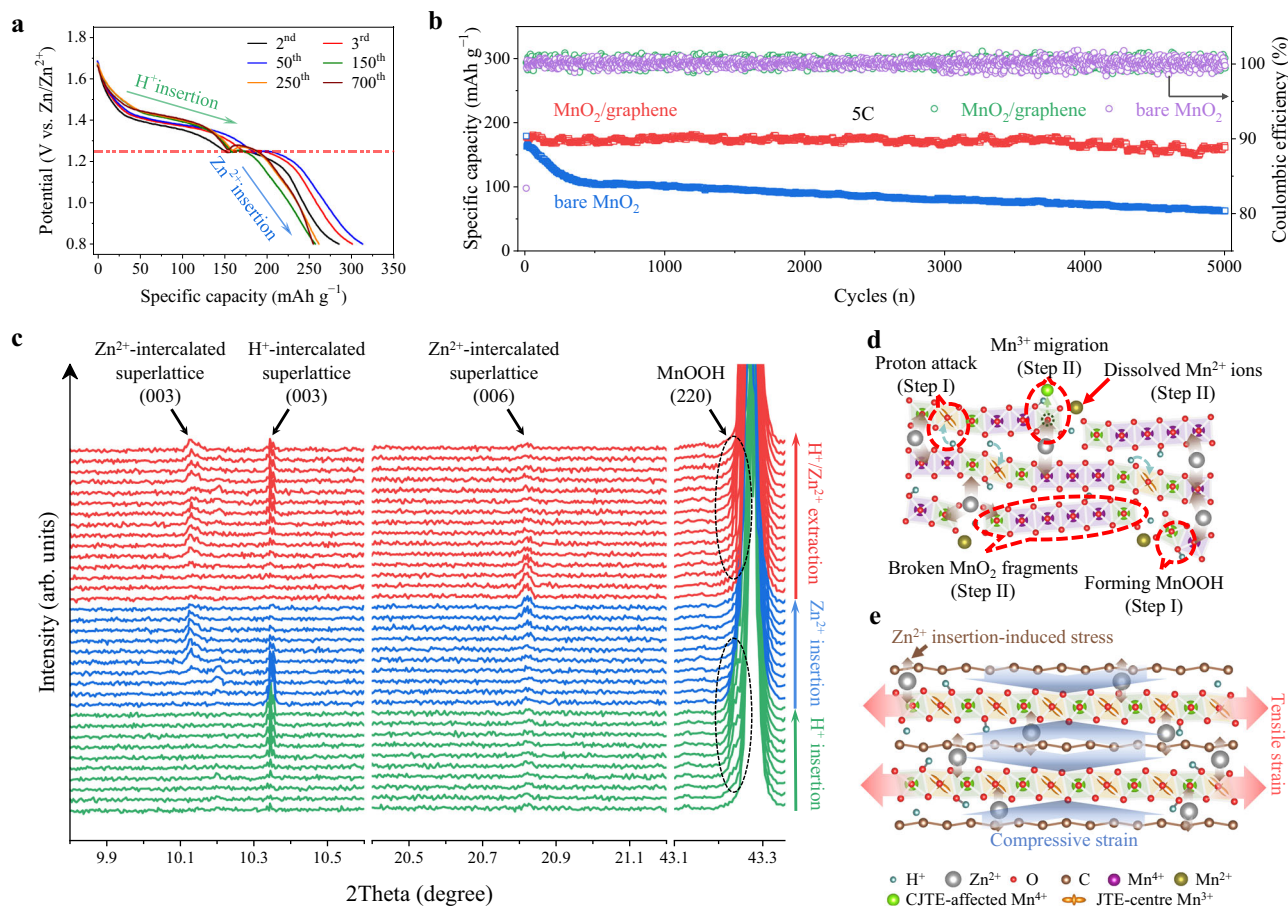 a
Potential (V vs. Zn/Zn²⁺)
1.8
1.6
1.4
1.2
1.0
0.8
2ⁿᵈ 3ʳᵈ
50ᵗʰ 150ᵗʰ
250ᵗʰ 700ᵗʰ
H⁺ insertion
Zn²⁺ insertion
0 50 100 150 200 250 300 350
Specific capacity (mAh g⁻¹)
b
Specific capacity (mAh g⁻¹)
300
200
100
0
MnO₂/graphene 5C MnO₂/graphene bare MnO₂
bare MnO₂
100
90
80
Coulombic efficiency (%)
0 1000 2000 3000 4000 5000
Cycles (n)
c
Zn²⁺-intercalated
superlattice
(003)
H⁺-intercalated
superlattice
(003)
Zn²⁺-intercalated
superlattice
(006)
MnOOH
(220)
Intensity (arb. units)
H⁺/Zn²⁺ extraction
Zn²⁺ insertion
H⁺ insertion
9.9 10.1 10.3 10.5 20.5 20.7 20.9 21.1 43.1 43.3
2Theta (degree)
d
Proton attack
(Step I)
Mn³⁺ migration
(Step II)
Dissolved Mn²⁺ ions
(Step II)
Broken MnO₂ fragments
(Step II)
Forming MnOOH
(Step I)
e
Zn²⁺ insertion-induced stress
Tensile strain
Compressive strain
H⁺ Zn²⁺ O C Mn⁴⁺ Mn²⁺
CJTE-affected Mn⁴⁺ JTE-centre Mn³⁺